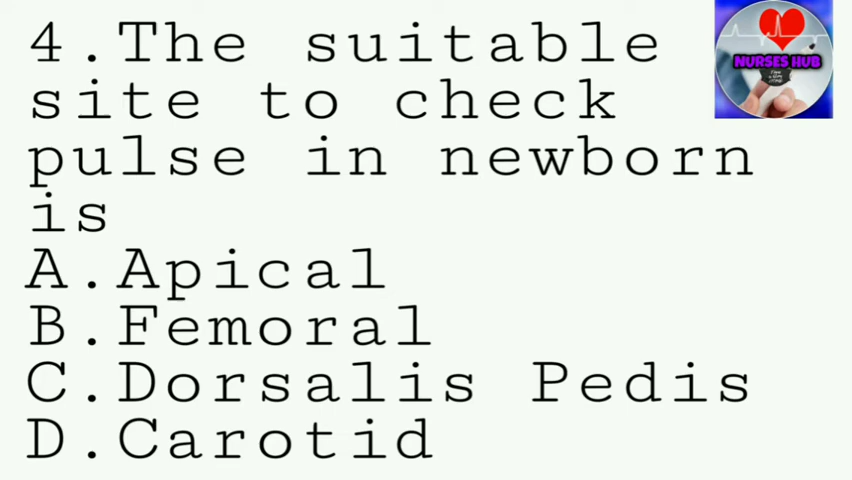 4.The suitable
site to check
pulse in newborn
is
A.Apical
B.Femoral
C.Dorsalis Pedis
D.Carotid
NURSES HUB